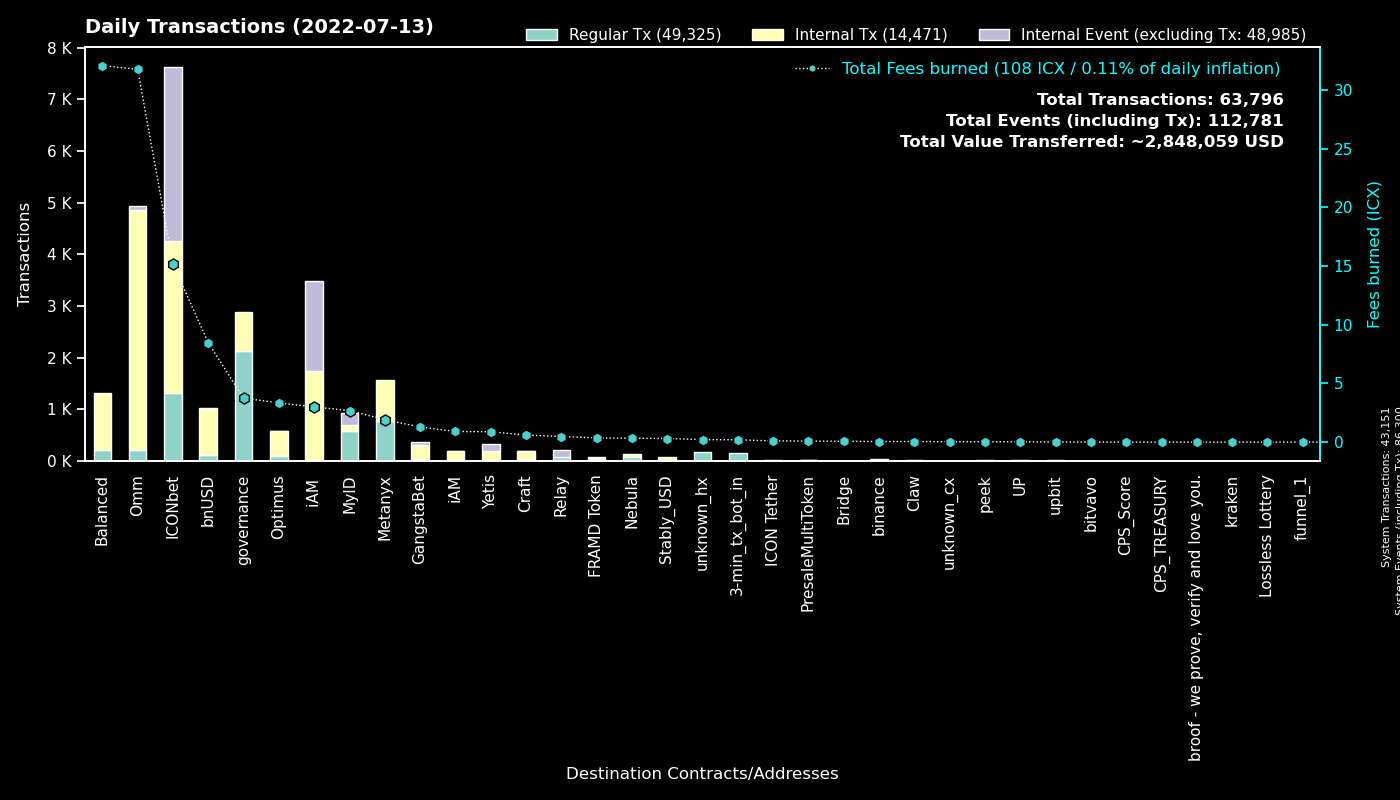 Daily Transactions (2022-07-13)
Regular Tx (49,325)
Internal Tx (14,471)
Internal Event (excluding Tx: 48,985)
Total Fees burned (108 ICX / 0.11% of daily inflation)
Total Transactions: 63,796
Total Events (including Tx): 112,781
Total Value Transferred: ~2,848,059 USD
Transactions
8 K
7 K
6 K
5 K
4 K
3 K
2 K
1 K
0 K
30
25
20
15
10
5
0
Fees burned (ICX)
Balanced
Omm
ICONbet
bnUSD
governance
Optimus
iAM
MyID
Metanyx
GangstaBet
iAM
Yetis
Craft
Relay
FRAMD Token
Nebula
Stably_USD
unknown_hx
3-min_tx_bot_in
ICON Tether
PresaleMultiToken
Bridge
binance
Claw
unknown_cx
peek
UP
upbit
bitvavo
CPS_Score
CPS_TREASURY
broof - we prove, verify and love you.
kraken
Lossless Lottery
funnel_1
Destination Contracts/Addresses
System Transactions: 43,151
System Events (including Tx): 86,300